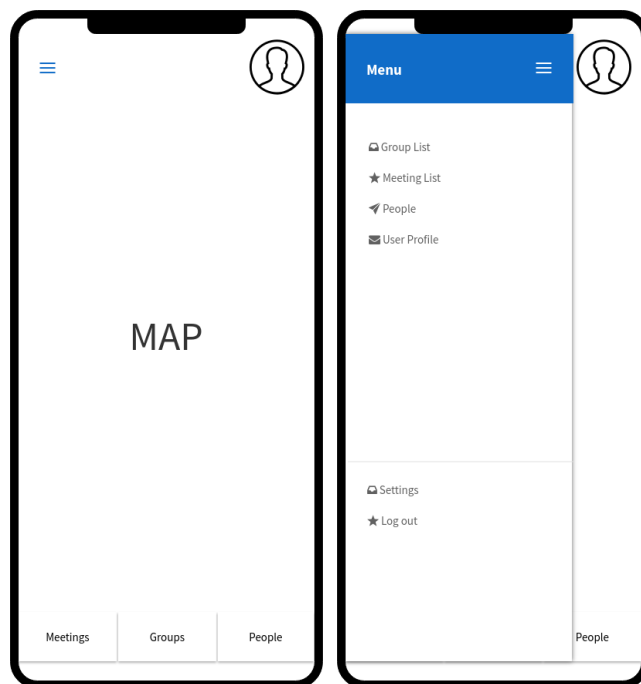 MAP
Meetings
Groups
People
Menu
Group List
Meeting List
People
User Profile
Settings
Log out
People